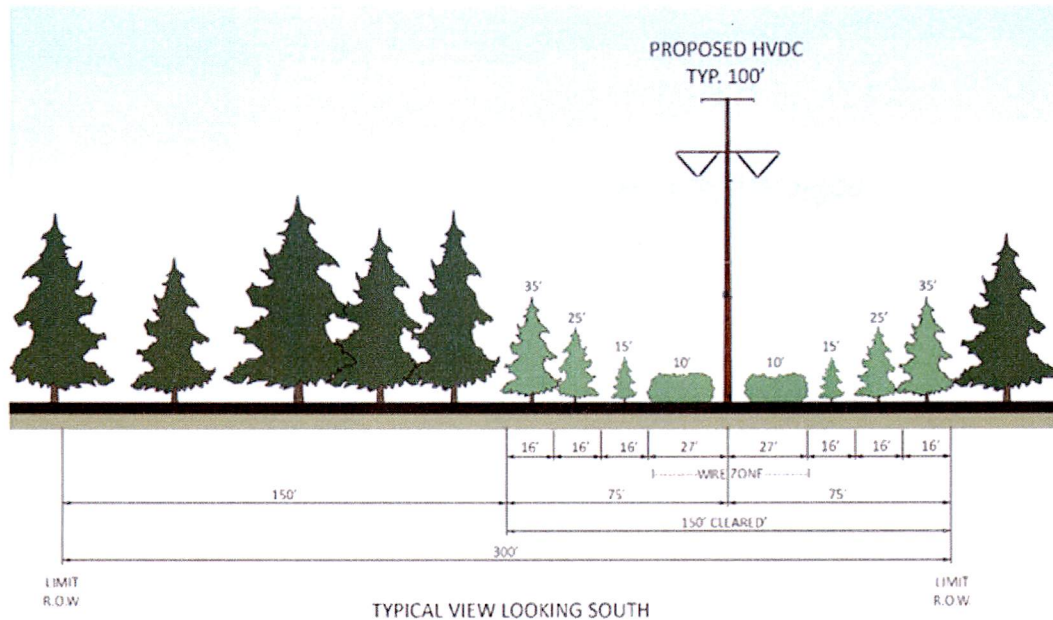 PROPOSED HVDC
TYP. 100'
35'
25'
15'
10'
10'
15'
25'
35'
16'
16'
16'
27'
27'
16'
16'
16'
WIRE ZONE
150'
75'
75'
150' CLEARED'
300'
LIMIT
R.O.W.
LIMIT
R.O.W.
TYPICAL VIEW LOOKING SOUTH